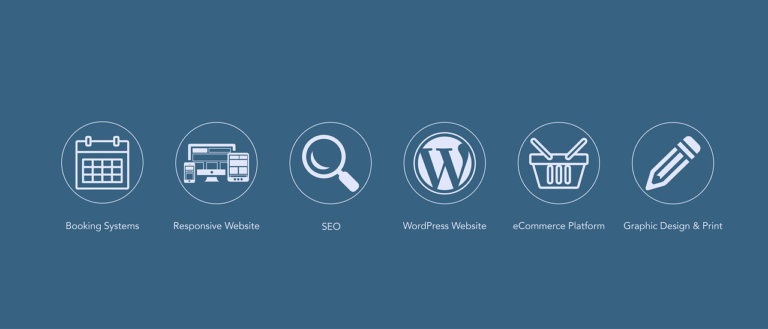 Booking Systems
Responsive Website
SEO
WordPress Website
eCommerce Platform
Graphic Design & Print